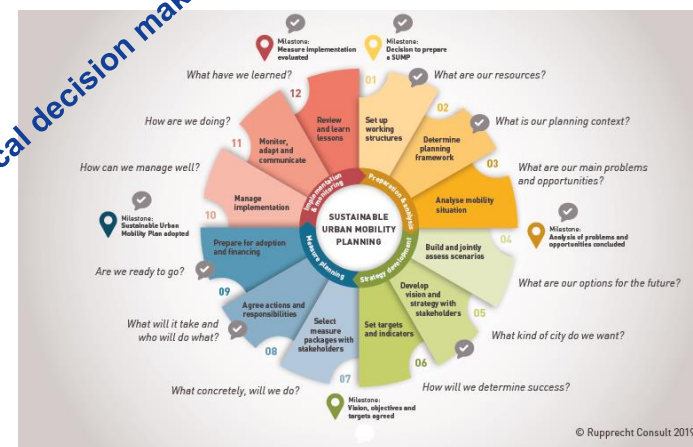 cal decision mak
Milestone:
Measure implementation
evaluated
Milestone:
Decision to prepare
a SUMP
What have we learned?
What are our resources?
How are we doing?
What is our planning context?
How can we manage well?
What are our main problems
and opportunities?
Milestone:
Sustainable Urban
Mobility Plan adopted
Milestone:
Analysis of problems and
opportunities concluded
Are we ready to go?
What are our options for the future?
What will it take and
who will do what?
What kind of city do we want?
What concretely, will we do?
How will we determine success?
Milestone:
Vision, objectives and
targets agreed
SUSTAINABLE
URBAN MOBILITY
PLANNING
Preparation & analysis
Strategy development
Measure planning
Implementation
& monitoring
01
Set up
working
structures
02
Determine
planning
framework
03
Analyse mobility
situation
04
Build and jointly
assess scenarios
05
Develop
vision and
strategy with
stakeholders
06
Set targets
and indicators
07
Select
measure
packages with
stakeholders
08
Agree actions and
responsibilities
09
Prepare for adoption
and financing
10
Manage
implementation
11
Monitor,
adapt and
communicate
12
Review
and learn
lessons
© Rupprecht Consult 2019